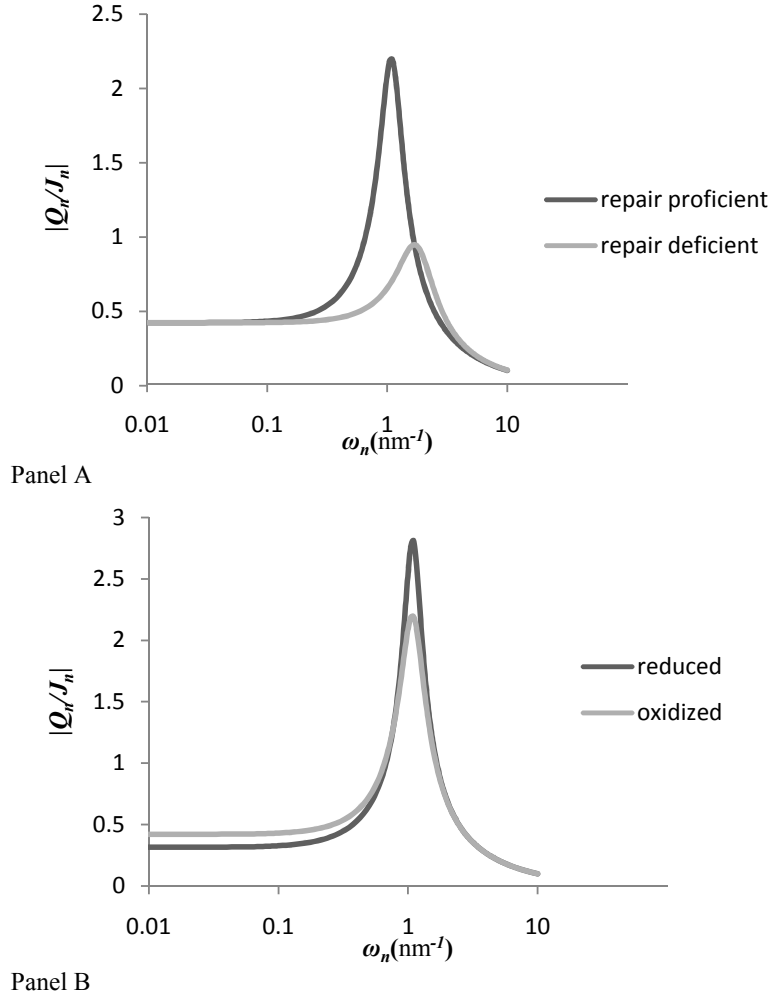 2.5
2
1.5
1
0.5
0
|Qn/Jn|
repair proficient
repair deficient
0.01 0.1 1 10
ωn(nm-1)
Panel A
3
2.5
2
1.5
1
0.5
0
|Qn/Jn|
reduced
oxidized
0.01 0.1 1 10
ωn(nm-1)
Panel B